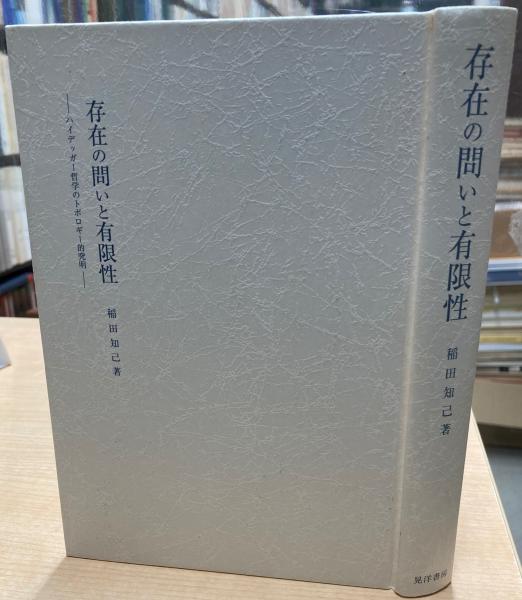 存在の問いと有限性
──ハイデッガー哲学のトポロギー的究明──
稲田知己著
存在の問いと有限性
稲田知己著
晃洋書房